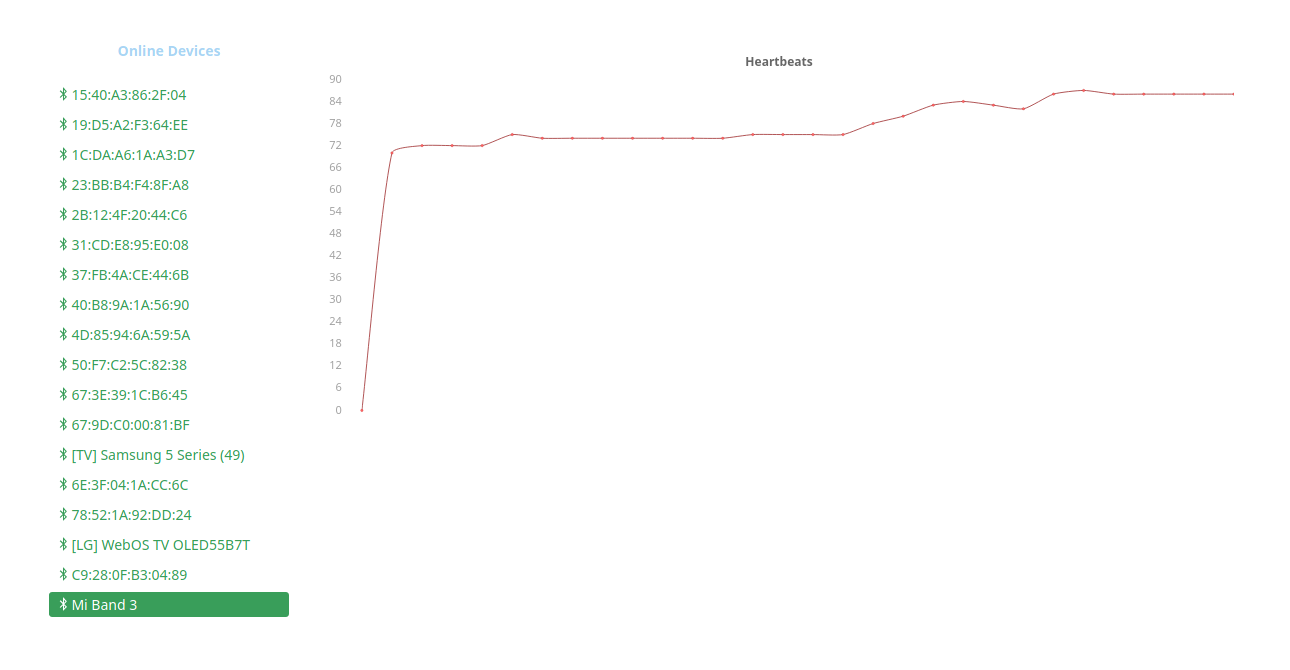 Online Devices
15:40:A3:86:2F:04
19:D5:A2:F3:64:EE
1C:DA:A6:1A:A3:D7
23:BB:B4:F4:8F:A8
2B:12:4F:20:44:C6
31:CD:E8:95:E0:08
37:FB:4A:CE:44:6B
40:B8:9A:1A:56:90
4D:85:94:6A:59:5A
50:F7:C2:5C:82:38
67:3E:39:1C:B6:45
67:9D:C0:00:81:BF
[TV] Samsung 5 Series (49)
6E:3F:04:1A:CC:6C
78:52:1A:92:DD:24
[LG] WebOS TV OLED55B7T
C9:28:0F:B3:04:89
Mi Band 3
Heartbeats
90
84
78
72
66
60
54
48
42
36
30
24
18
12
6
0